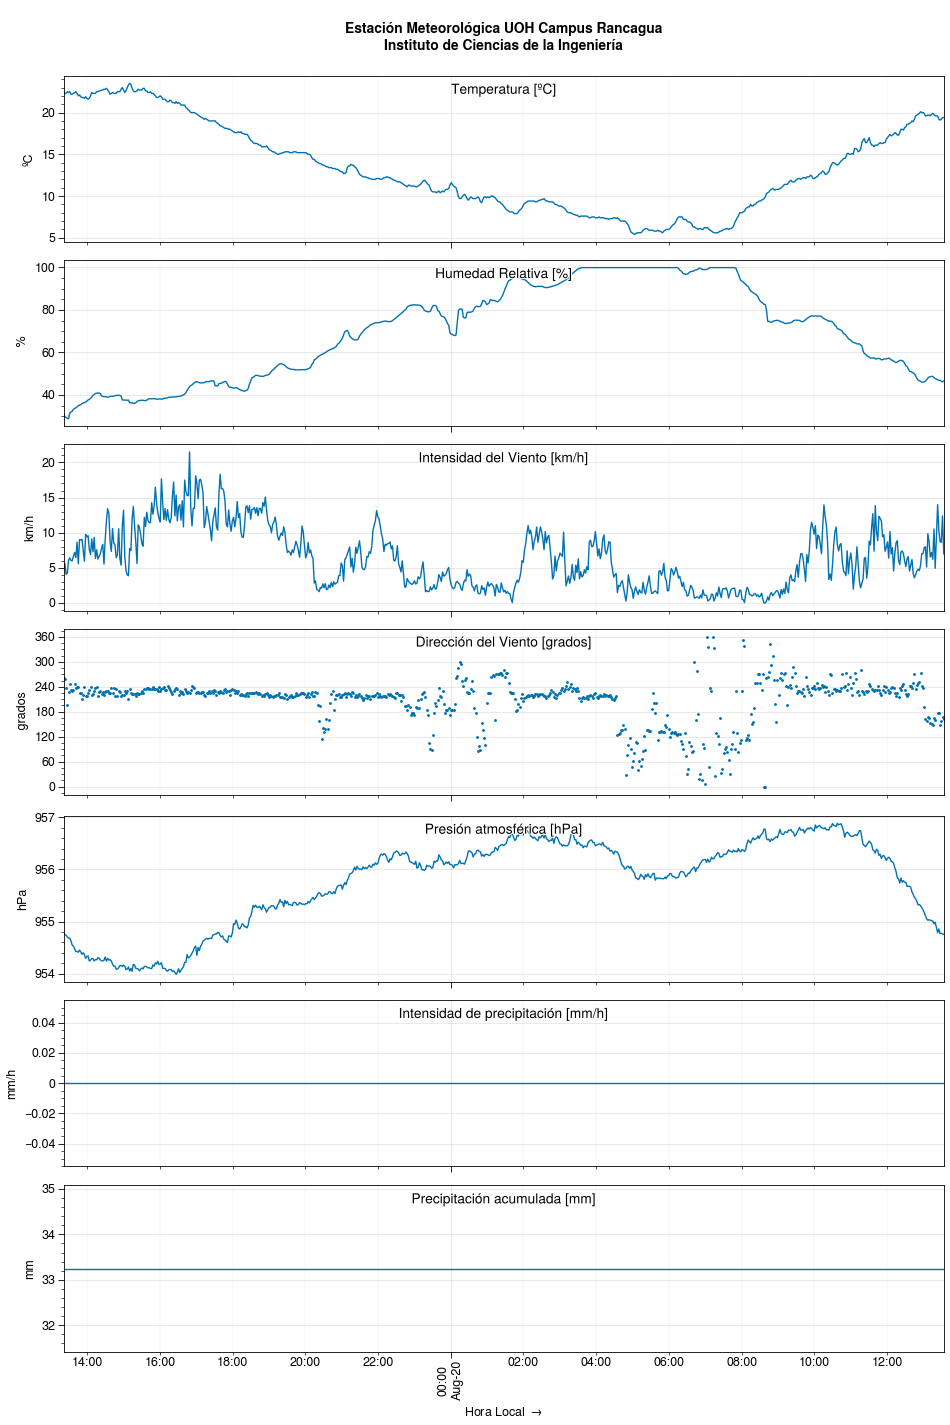 Estación Meteorológica UOH Campus Rancagua
Instituto de Ciencias de la Ingeniería
Temperatura [ºC]
20
15
10
5
ºC
Humedad Relativa [%]
100
80
60
40
%
Intensidad del Viento [km/h]
20
15
10
5
0
km/h
Dirección del Viento [grados]
360
300
240
180
120
60
0
grados
Presión atmosférica [hPa]
957
956
955
954
hPa
Intensidad de precipitación [mm/h]
0.04
0.02
0
−0.02
−0.04
mm/h
Precipitación acumulada [mm]
35
34
33
32
mm
14:00 16:00 18:00 20:00 22:00 00:00 02:00 04:00 06:00 08:00 10:00 12:00
Aug-20
Hora Local →